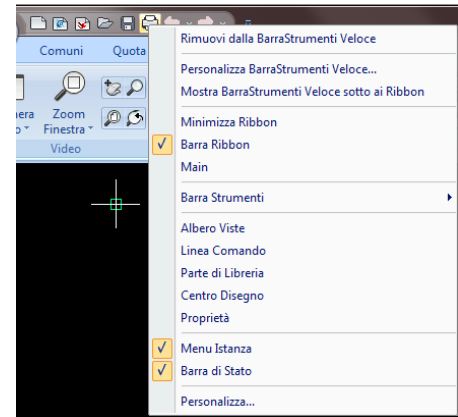 Rimuovi dalla BarraStrumenti Veloce
Comuni Quota
Personalizza BarraStrumenti Veloce...
Mostra BarraStrumenti Veloce sotto ai Ribbon
Zoom
Finestra
Video
Minimizza Ribbon
Barra Ribbon
Main
Barra Strumenti
Albero Viste
Linea Comando
Parte di Libreria
Centro Disegno
Proprietà
Menu Istanza
Barra di Stato
Personalizza...